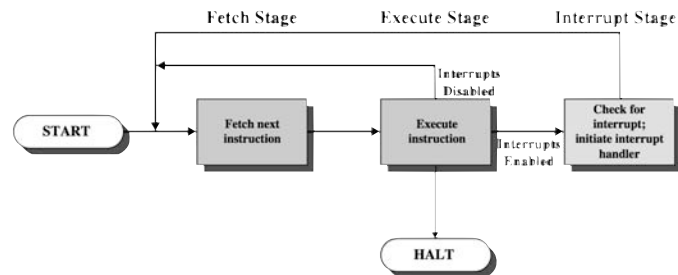 Fetch Stage
Execute Stage
Interrupt Stage
Interrupts
Disabled
START
Fetch next
instruction
Execute
instruction
Interrupts
Enabled
Check for
interrupt;
initiate interrupt
handler
HALT